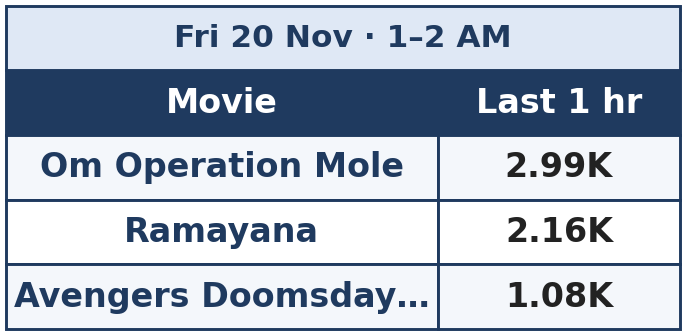 Fri 20 Nov · 1–2 AM
Movie Last 1 hr
Om Operation Mole 2.99K
Ramayana 2.16K
Avengers Doomsday... 1.08K